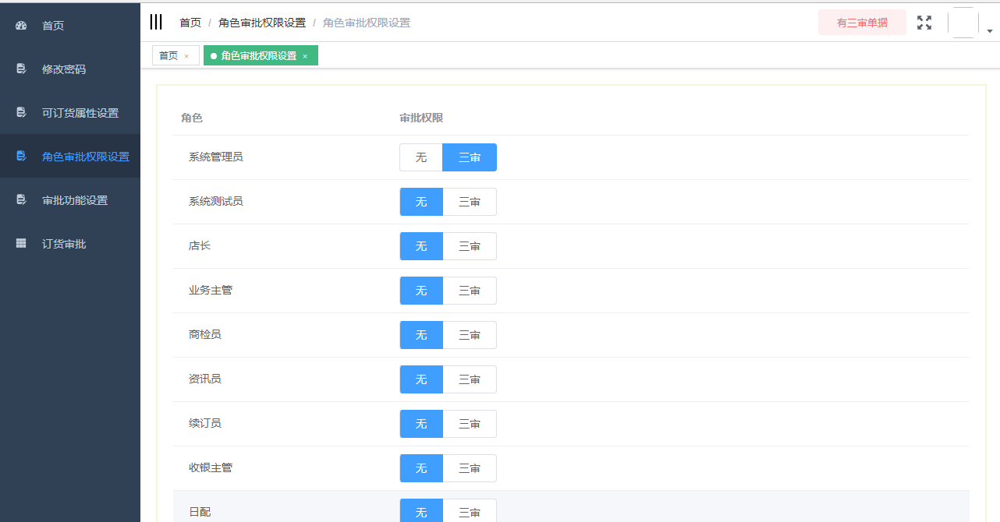 首页
修改密码
可订货属性设置
角色审批权限设置
审批功能设置
订货审批
首页 / 角色审批权限设置 / 角色审批权限设置
有三审单据
首页 ×
角色审批权限设置 ×
角色 审批权限
系统管理员 无 三审
系统测试员 无 三审
店长 无 三审
业务主管 无 三审
商检员 无 三审
资讯员 无 三审
续订员 无 三审
收银主管 无 三审
日配 无 三审